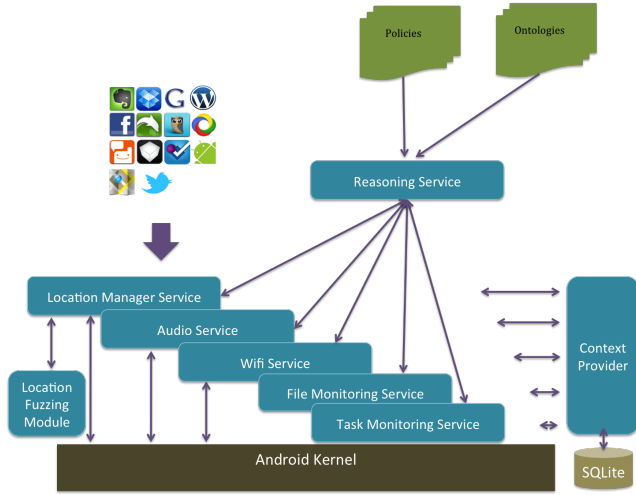 Policies
Ontologies
Reasoning Service
Location Manager Service
Audio Service
Wifi Service
File Monitoring Service
Task Monitoring Service
Location
Fuzzing
Module
Context
Provider
Android Kernel
SQLite